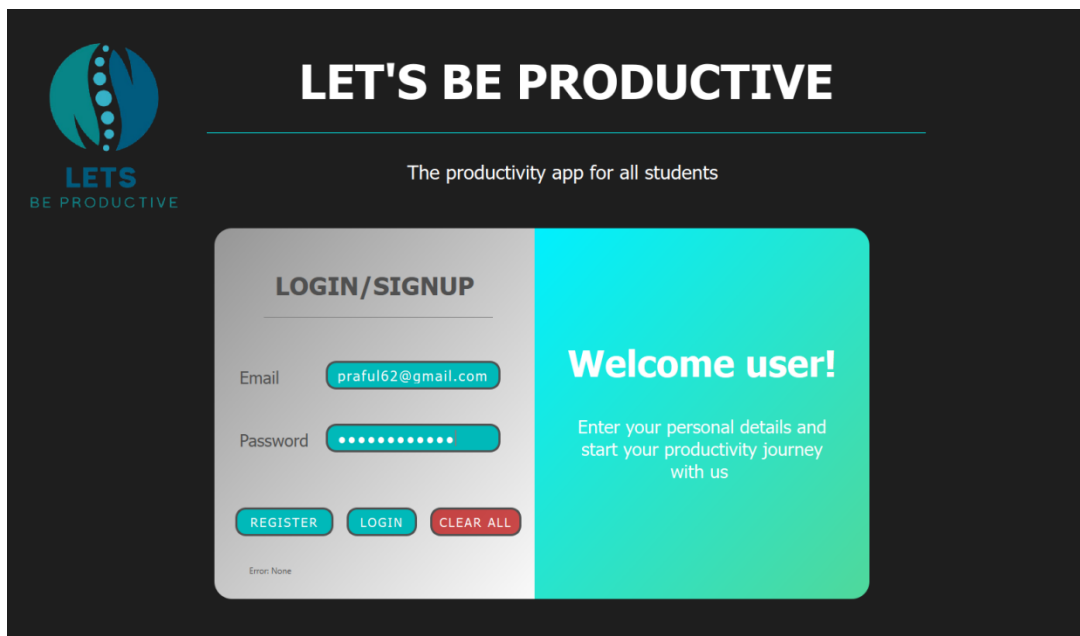 LET'S BE PRODUCTIVE
LETS
BE PRODUCTIVE
The productivity app for all students
LOGIN/SIGNUP
Email
praful62@gmail.com
Password
••••••••••••
REGISTER
LOGIN
CLEAR ALL
Error: None
Welcome user!
Enter your personal details and
start your productivity journey
with us